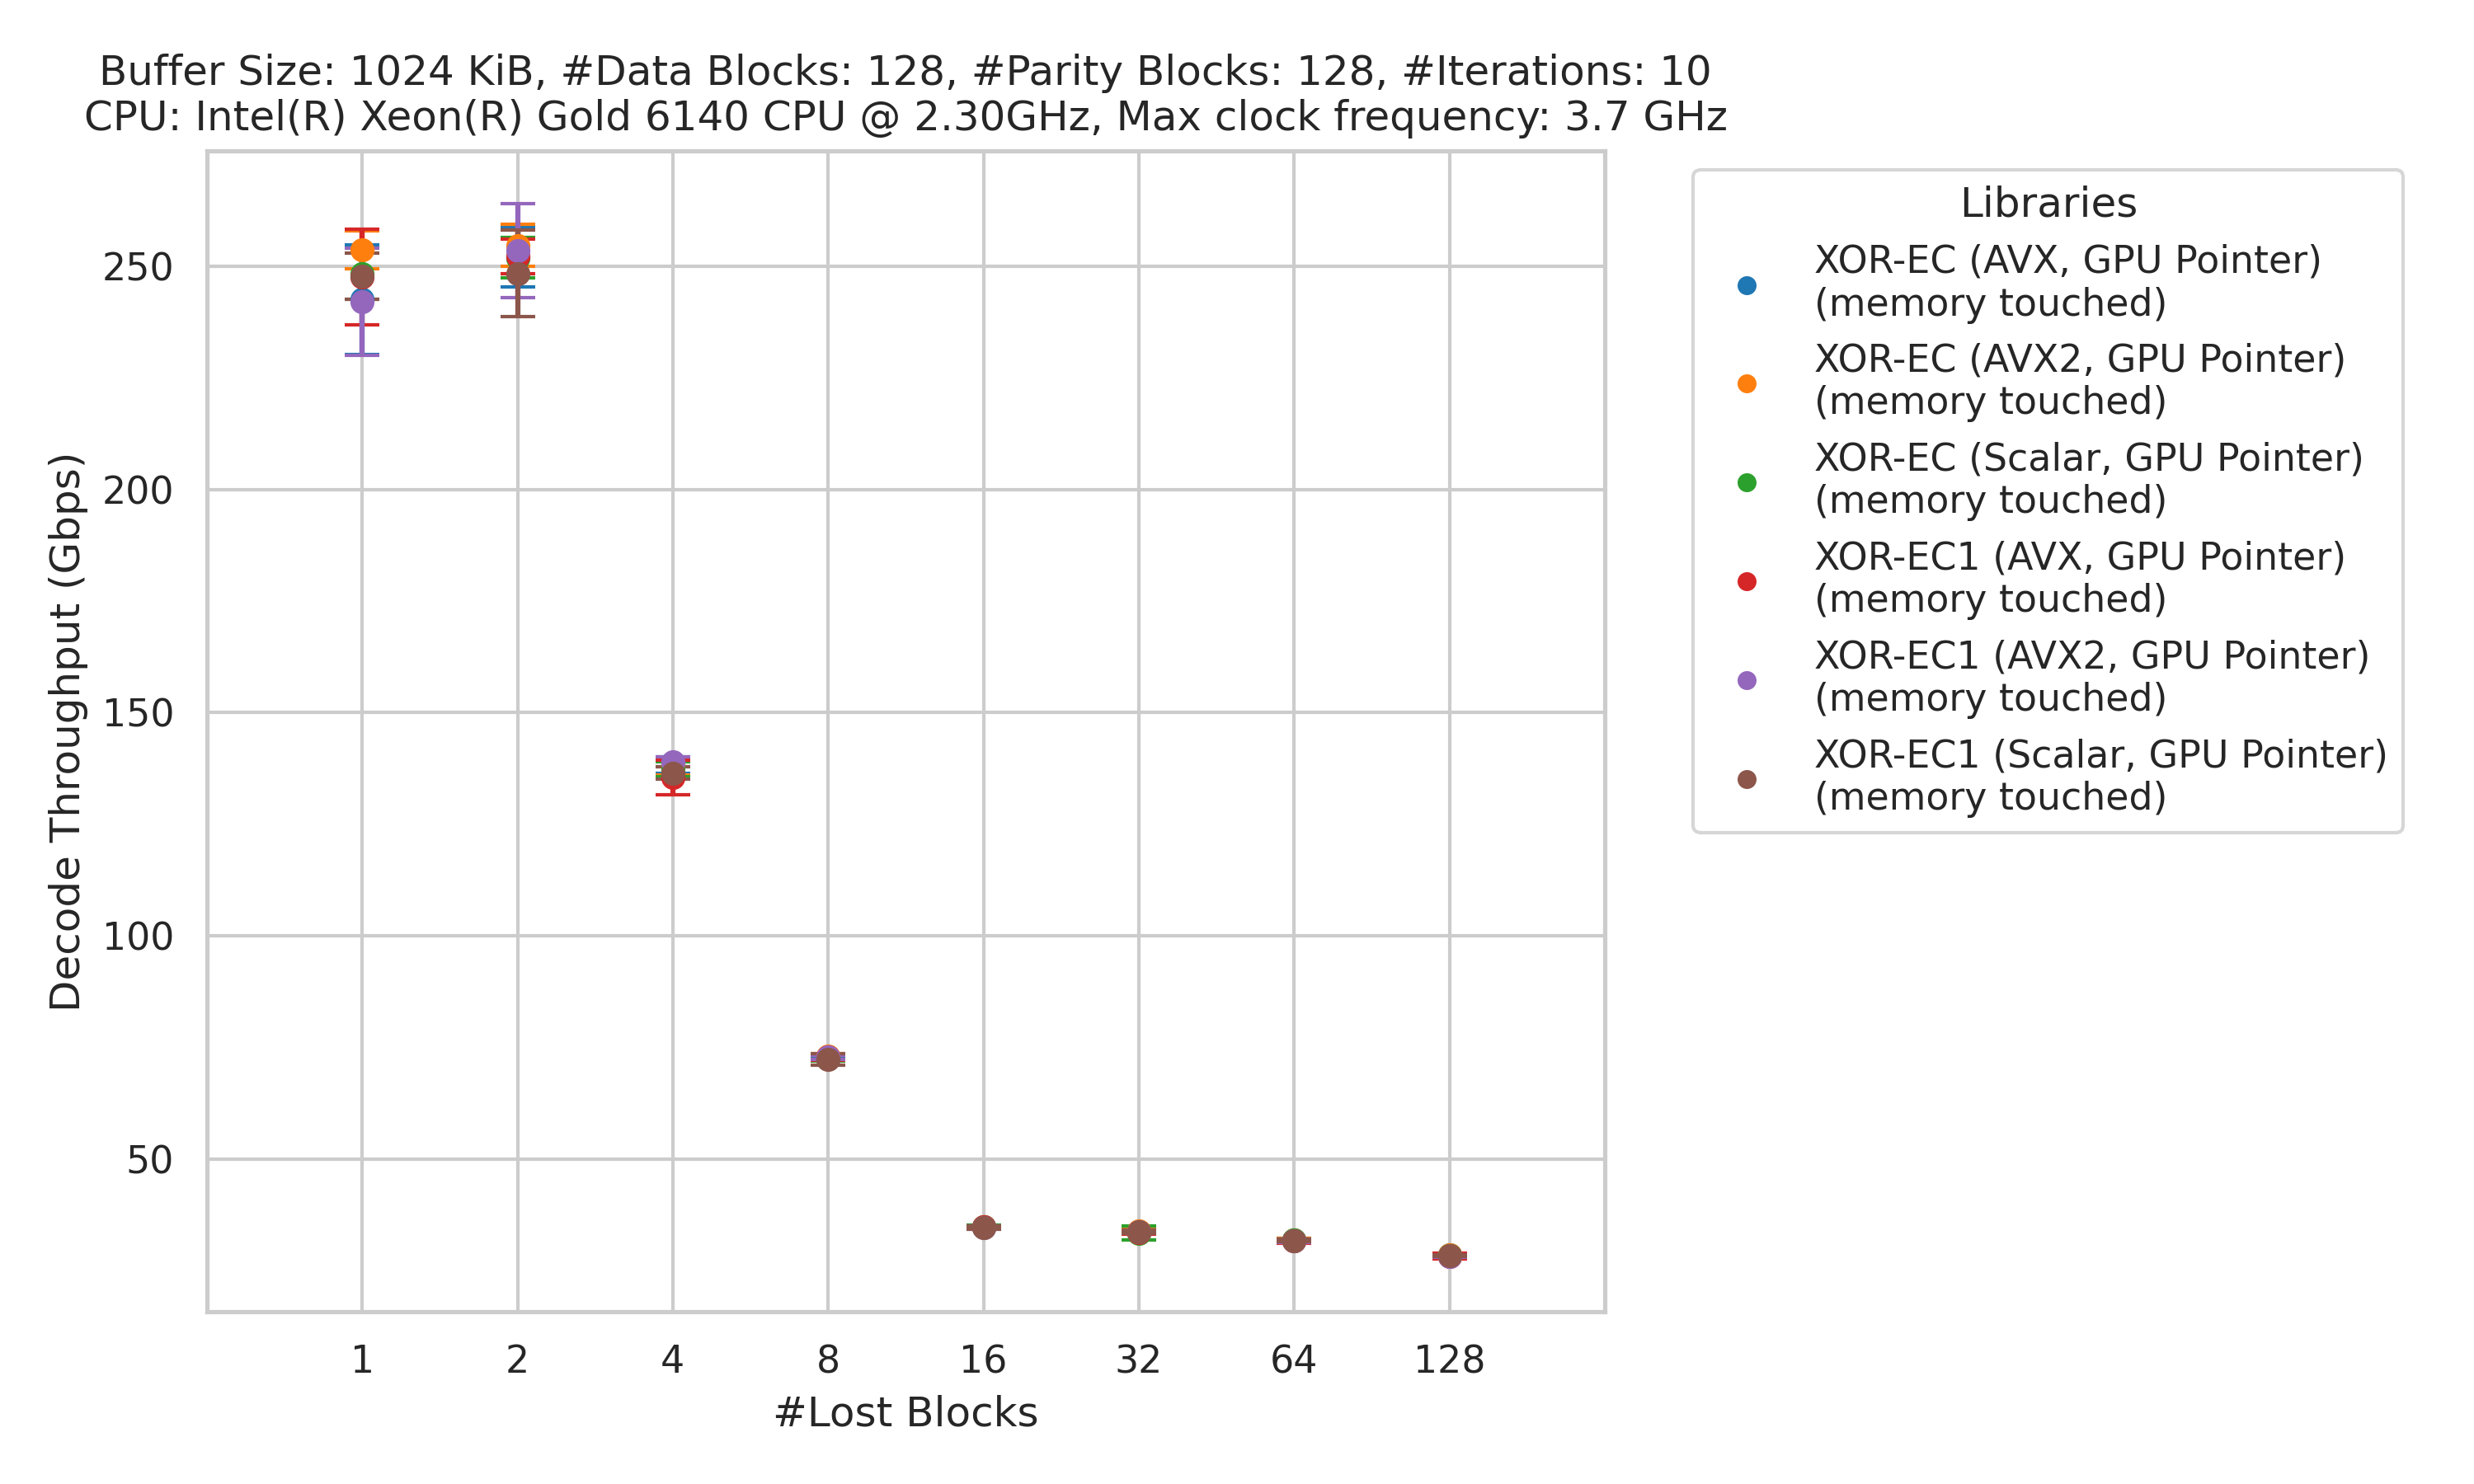 Buffer Size: 1024 KiB, #Data Blocks: 128, #Parity Blocks: 128, #Iterations: 10
CPU: Intel(R) Xeon(R) Gold 6140 CPU @ 2.30GHz, Max clock frequency: 3.7 GHz
Decode Throughput (Gbps)
250
200
150
100
50
1
2
4
8
16
32
64
128
#Lost Blocks
Libraries
XOR-EC (AVX, GPU Pointer)
(memory touched)
XOR-EC (AVX2, GPU Pointer)
(memory touched)
XOR-EC (Scalar, GPU Pointer)
(memory touched)
XOR-EC1 (AVX, GPU Pointer)
(memory touched)
XOR-EC1 (AVX2, GPU Pointer)
(memory touched)
XOR-EC1 (Scalar, GPU Pointer)
(memory touched)